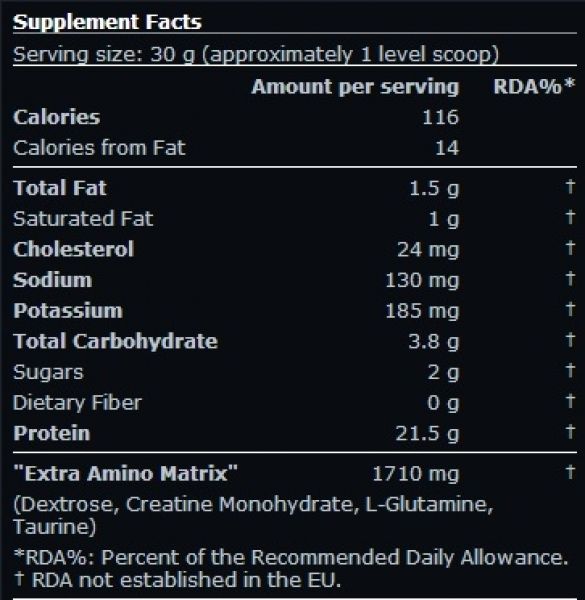 Supplement Facts
Serving size: 30 g (approximately 1 level scoop)
Amount per serving RDA%*
Calories 116
Calories from Fat 14
Total Fat 1.5 g †
Saturated Fat 1 g †
Cholesterol 24 mg †
Sodium 130 mg †
Potassium 185 mg †
Total Carbohydrate 3.8 g †
Sugars 2 g †
Dietary Fiber 0 g †
Protein 21.5 g †
"Extra Amino Matrix" 1710 mg †
(Dextrose, Creatine Monohydrate, L-Glutamine,
Taurine)
*RDA%: Percent of the Recommended Daily Allowance.
† RDA not established in the EU.